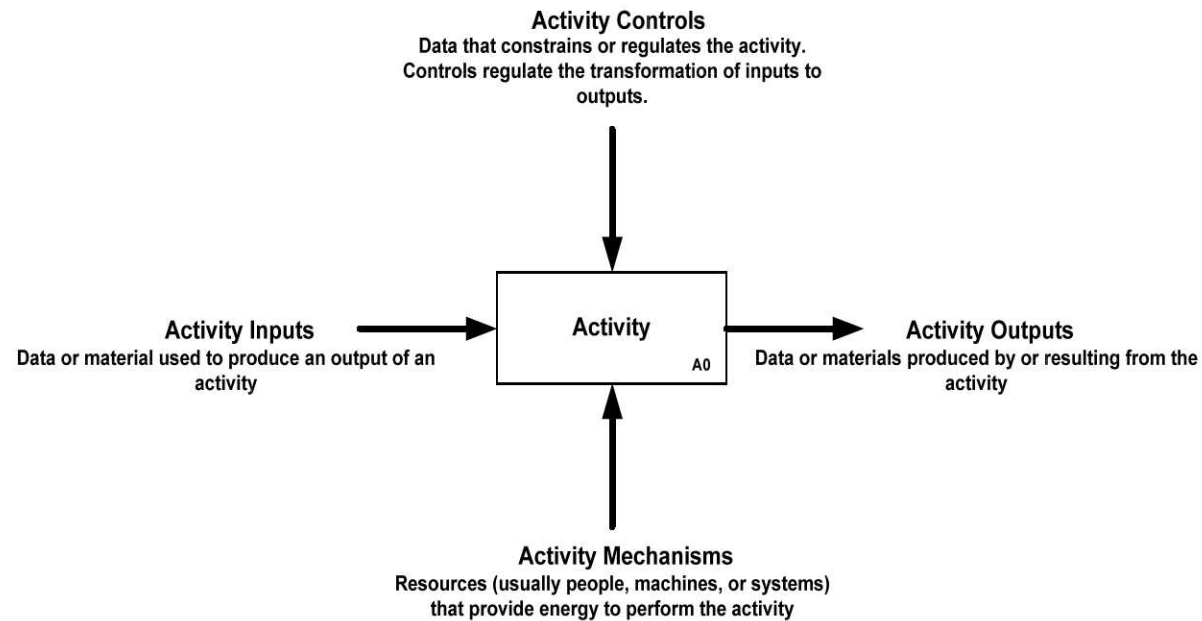 Activity Controls
Data that constrains or regulates the activity.
Controls regulate the transformation of inputs to
outputs.
Activity Inputs
Data or material used to produce an output of an
activity
Activity
A0
Activity Outputs
Data or materials produced by or resulting from the
activity
Activity Mechanisms
Resources (usually people, machines, or systems)
that provide energy to perform the activity